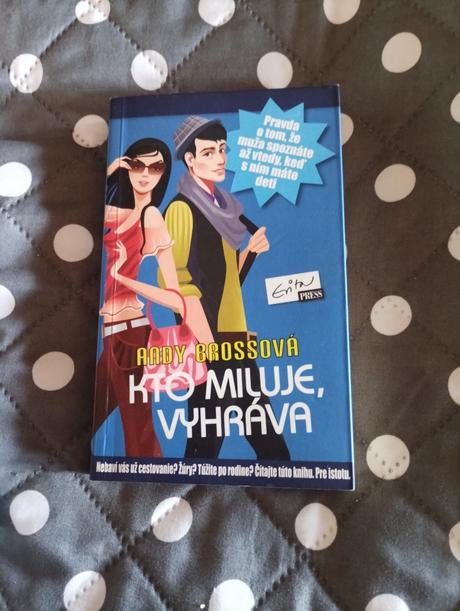 Pravda
o tom, že
muža spoznáte
až vtedy, keď
s ním máte
deti
Evita
PRESS
ANDY BROSSOVÁ
KTO MILUJE,
VYHRÁVA
Nebaví vás už cestovanie? Žúry? Túžite po rodine? Čítajte túto knihu. Pre istotu.